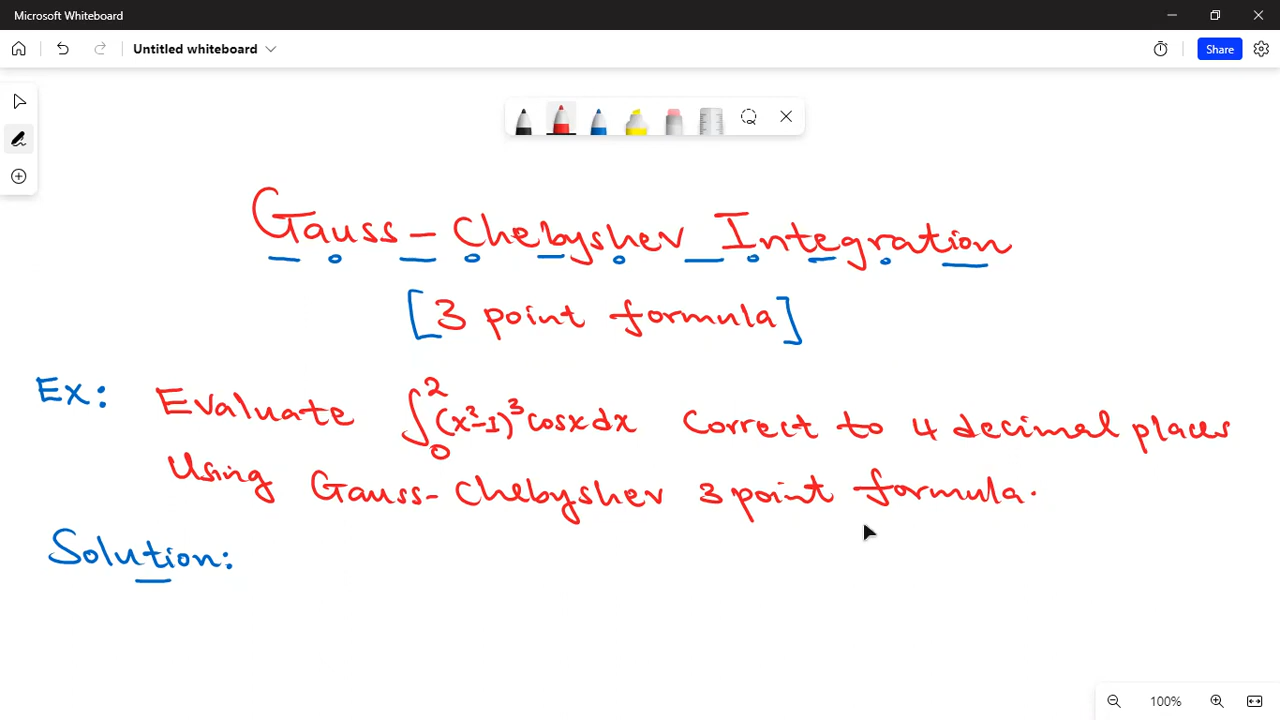 Microsoft Whiteboard
Untitled whiteboard
Share
Gauss – Chebyshev Integration
[3 point formula]
Ex: Evaluate ∫₀² (x²-1)³ cosx dx Correct to 4 decimal places
Using Gauss-Chebyshev 3 point formula.
Solution:
100%